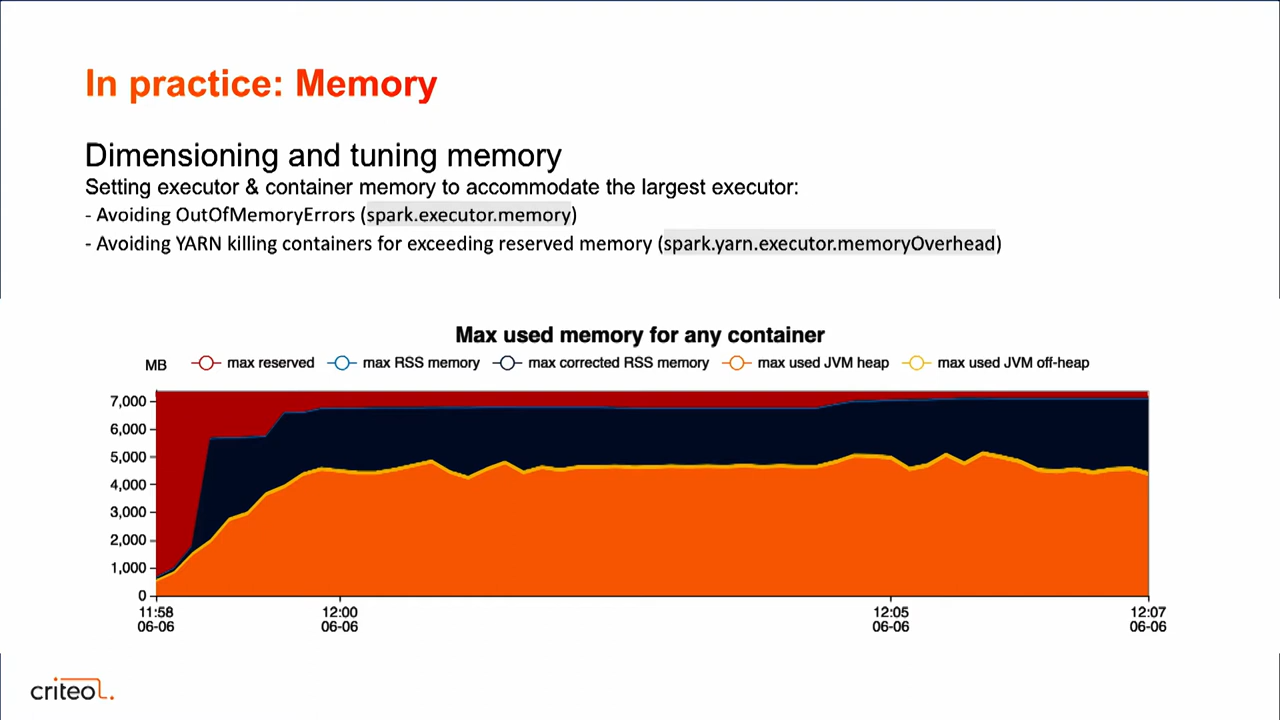 In practice: Memory
Dimensioning and tuning memory
Setting executor & container memory to accommodate the largest executor:
- Avoiding OutOfMemoryErrors (spark.executor.memory)
- Avoiding YARN killing containers for exceeding reserved memory (spark.yarn.executor.memoryOverhead)
Max used memory for any container
MB max reserved max RSS memory max corrected RSS memory max used JVM heap max used JVM off-heap
7,000
6,000
5,000
4,000
3,000
2,000
1,000
0
11:58 12:00 12:05 12:07
06-06 06-06 06-06 06-06
criteo